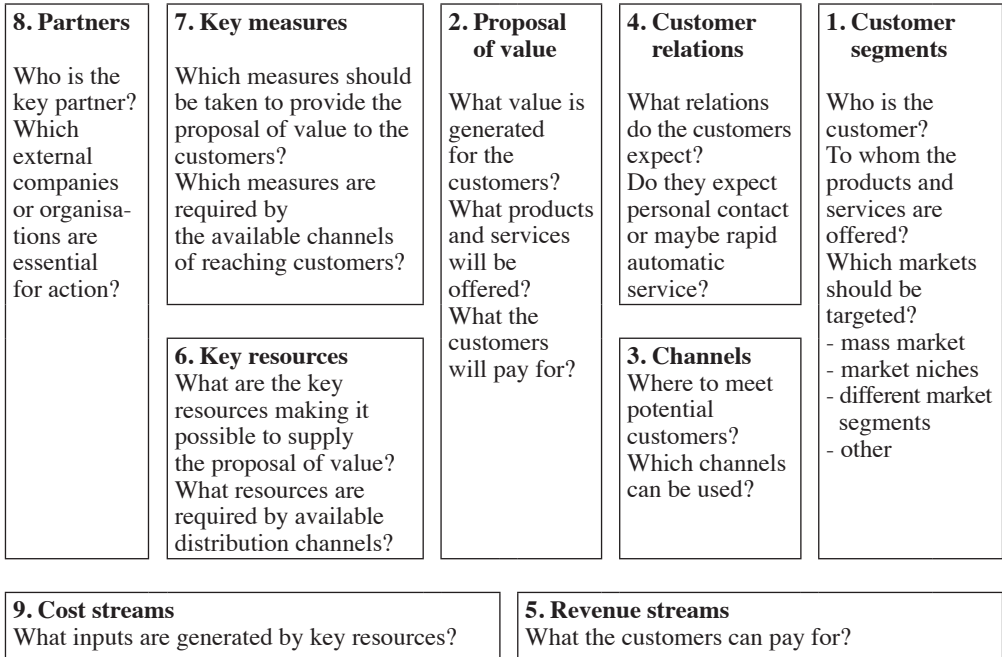 8. Partners
Who is the
key partner?
Which
external
companies
or organisa-
tions are
essential
for action?
7. Key measures
Which measures should
be taken to provide the
proposal of value to the
customers?
Which measures are
required by
the available channels
of reaching customers?
6. Key resources
What are the key
resources making it
possible to supply
the proposal of value?
What resources are
required by available
distribution channels?
2. Proposal
of value
What value is
generated
for the
customers?
What products
and services
will be
offered?
What the
customers
will pay for?
4. Customer
relations
What relations
do the customers
expect?
Do they expect
personal contact
or maybe rapid
automatic
service?
3. Channels
Where to meet
potential
customers?
Which channels
can be used?
1. Customer
segments
Who is the
customer?
To whom the
products and
services are
offered?
Which markets
should be
targeted?
- mass market
- market niches
- different market
segments
- other
9. Cost streams
What inputs are generated by key resources?
5. Revenue streams
What the customers can pay for?